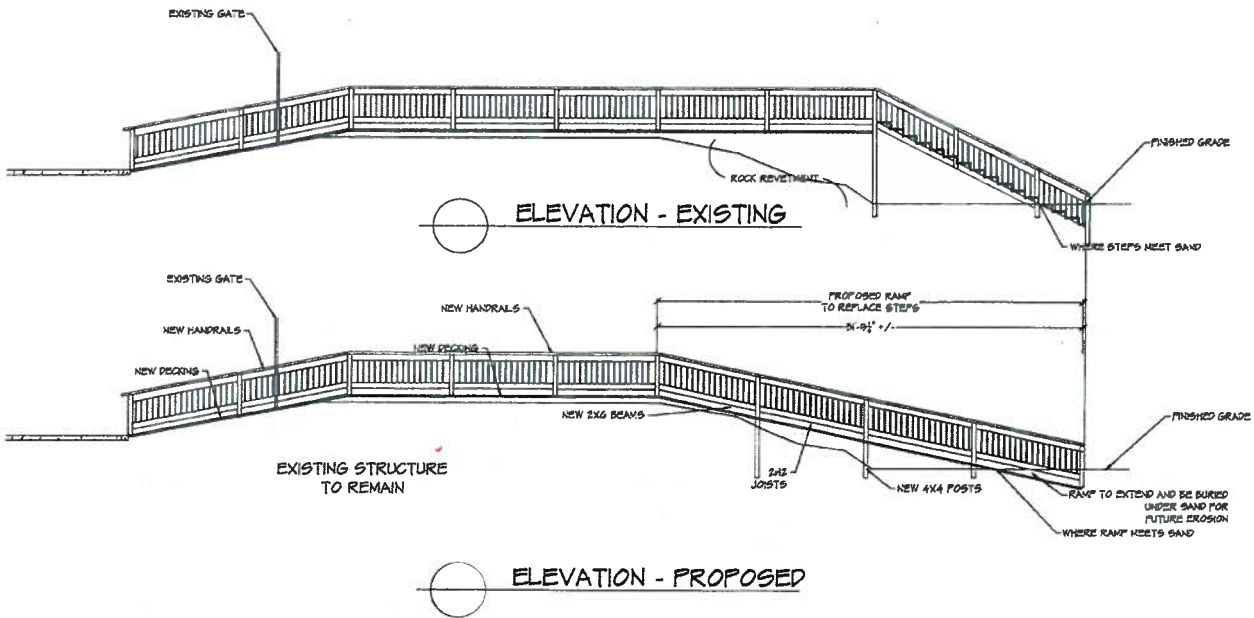 EXISTING GATE
FINISHED GRADE
ROCK REVETMENT
ELEVATION - EXISTING
WHERE STEPS MEET SAND
EXISTING GATE
PROPOSED RAMP
TO REPLACE STEPS
NEW HANDRAILS
NEW HANDRAILS
NEW DECKING
NEW DECKING
NEW 2X6 BEAMS
FINISHED GRADE
EXISTING STRUCTURE
TO REMAIN
2x12
JOISTS
NEW 4X4 POSTS
RAMP TO EXTEND AND BE BURIED
UNDER SAND FOR
FUTURE EROSION
WHERE RAMP MEETS SAND
ELEVATION - PROPOSED